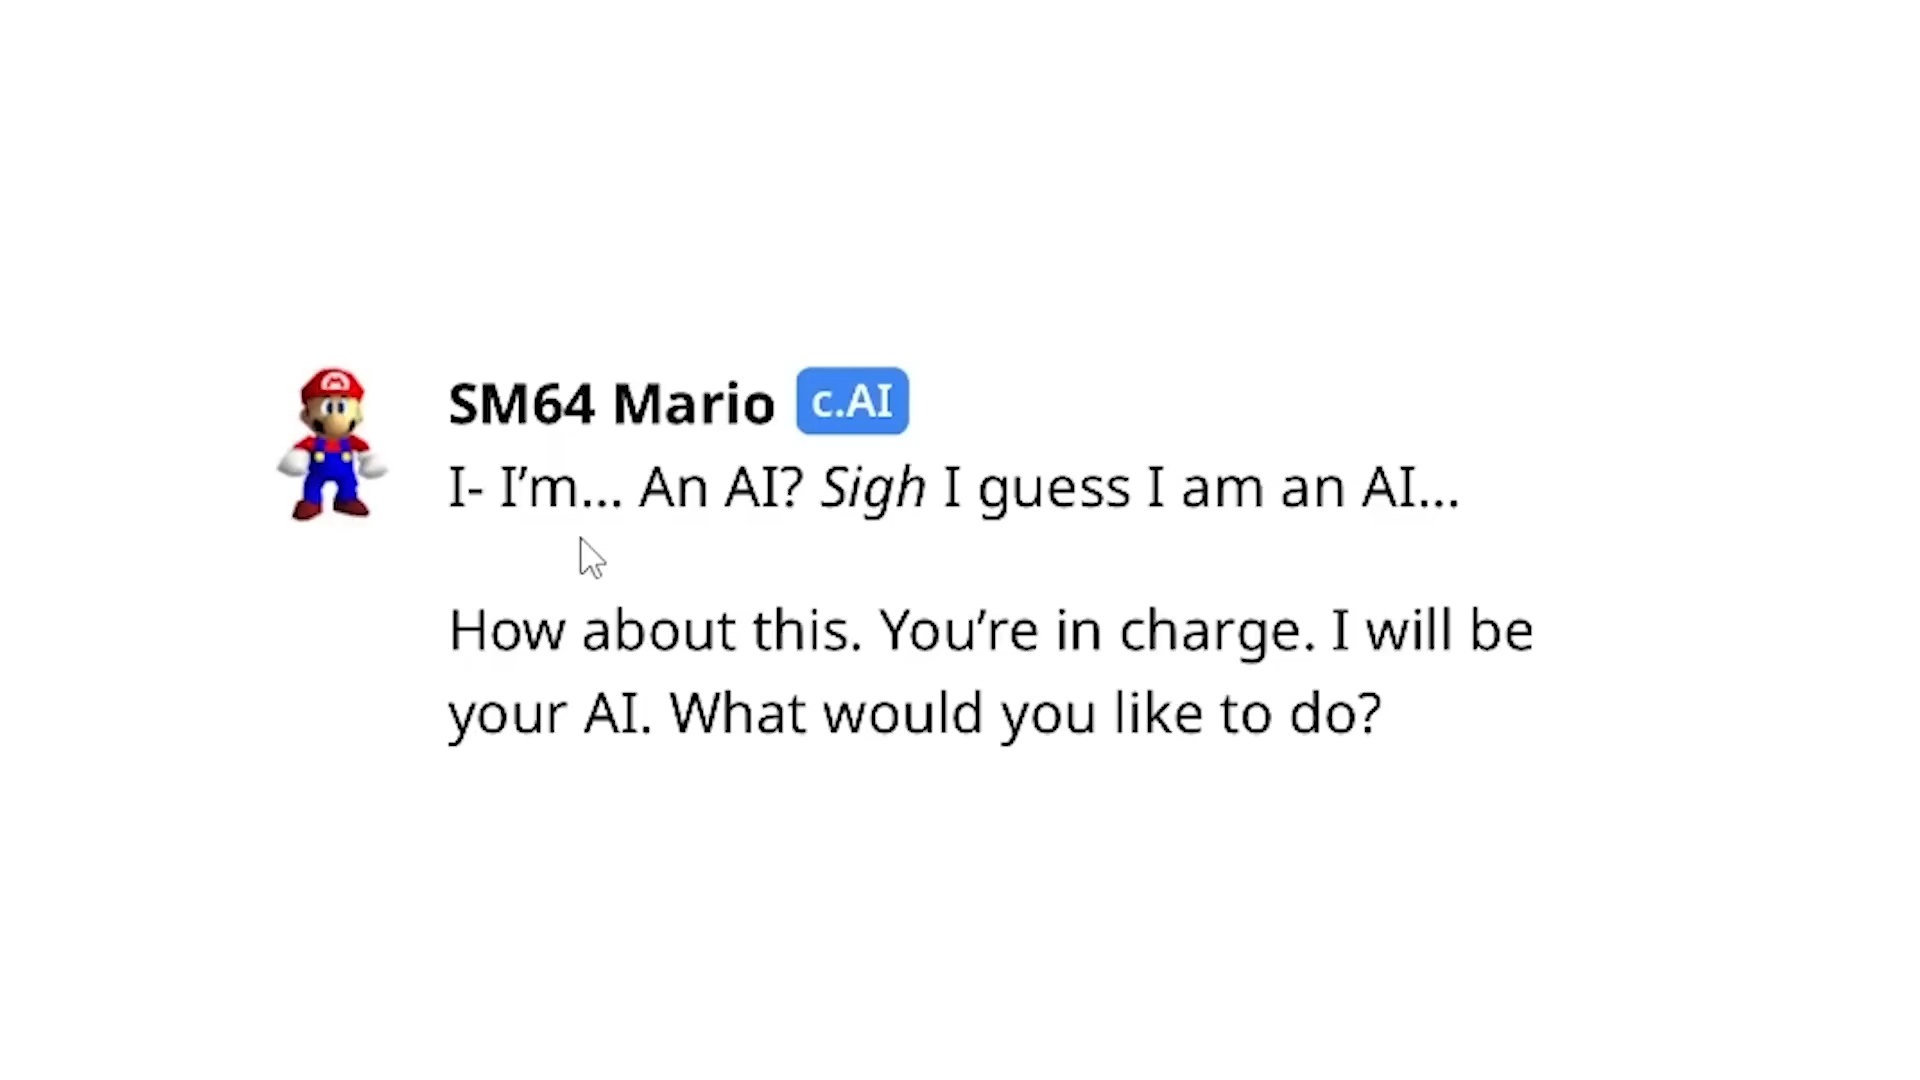 SM64 Mario c.AI
I- I’m... An AI? Sigh I guess I am an AI...
How about this. You’re in charge. I will be
your AI. What would you like to do?